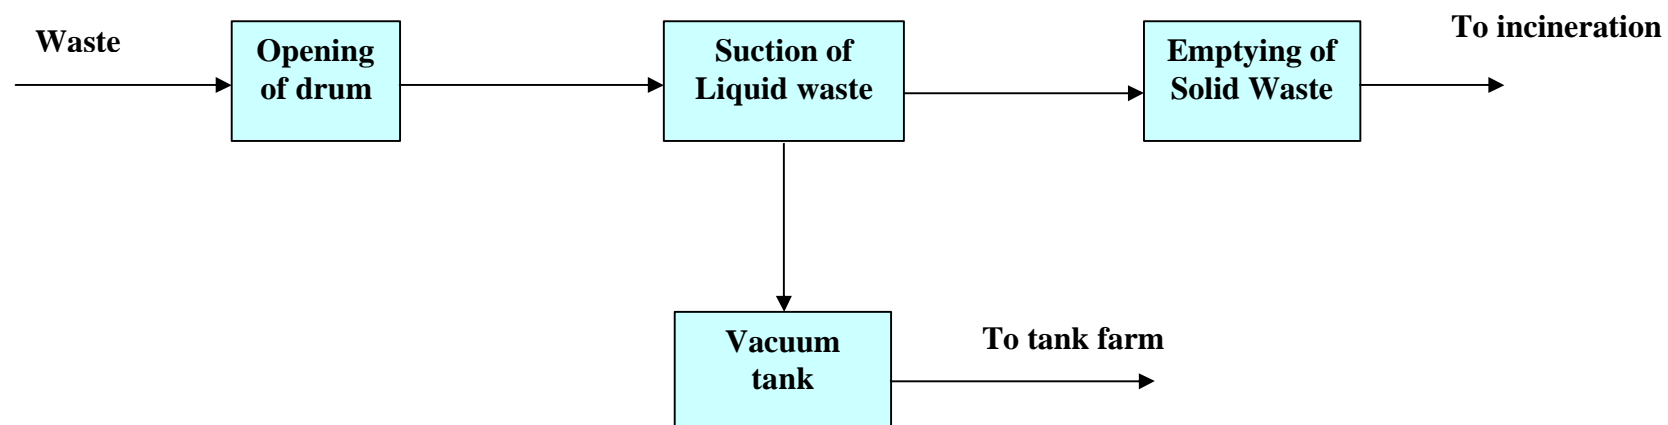 Waste
Opening
of drum
Suction of
Liquid waste
Emptying of
Solid Waste
To incineration
Vacuum
tank
To tank farm